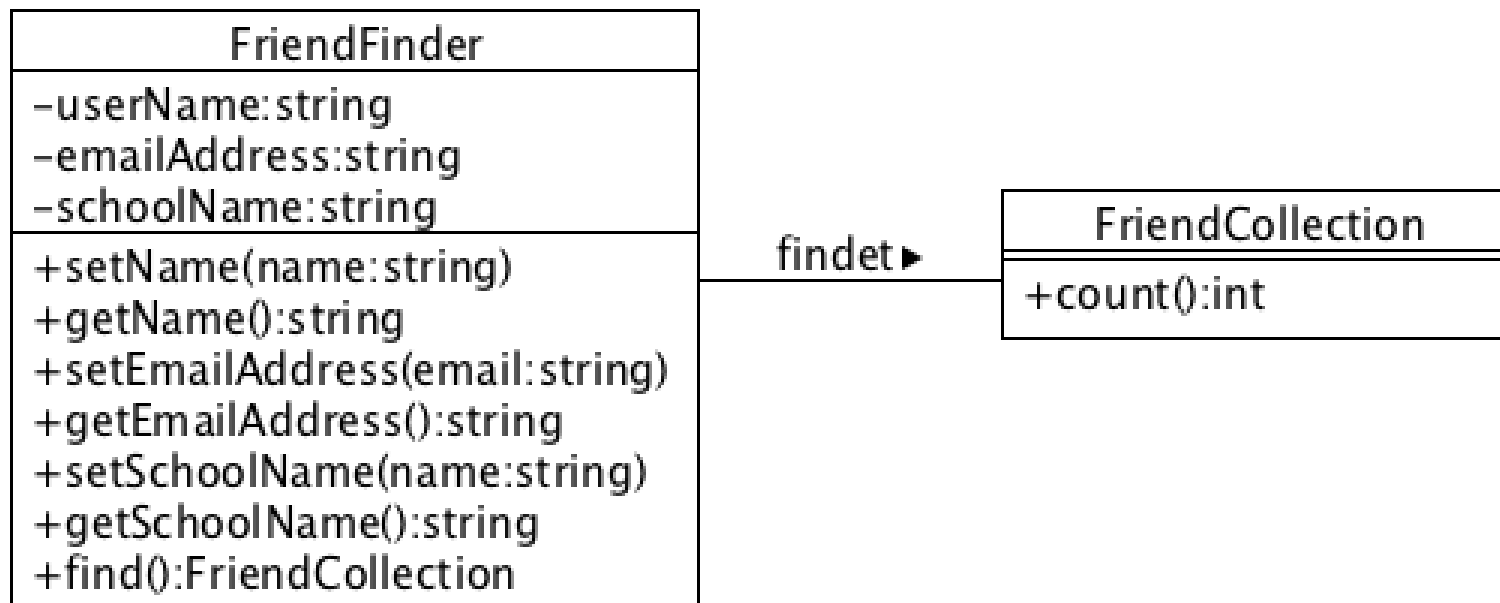 FriendFinder
-userName:string
-emailAddress:string
-schoolName:string
+setName(name:string)
+getName():string
+setEmailAddress(email:string)
+getEmailAddress():string
+setSchoolName(name:string)
+getSchoolName():string
+find():FriendCollection
findet ▶
FriendCollection
+count():int